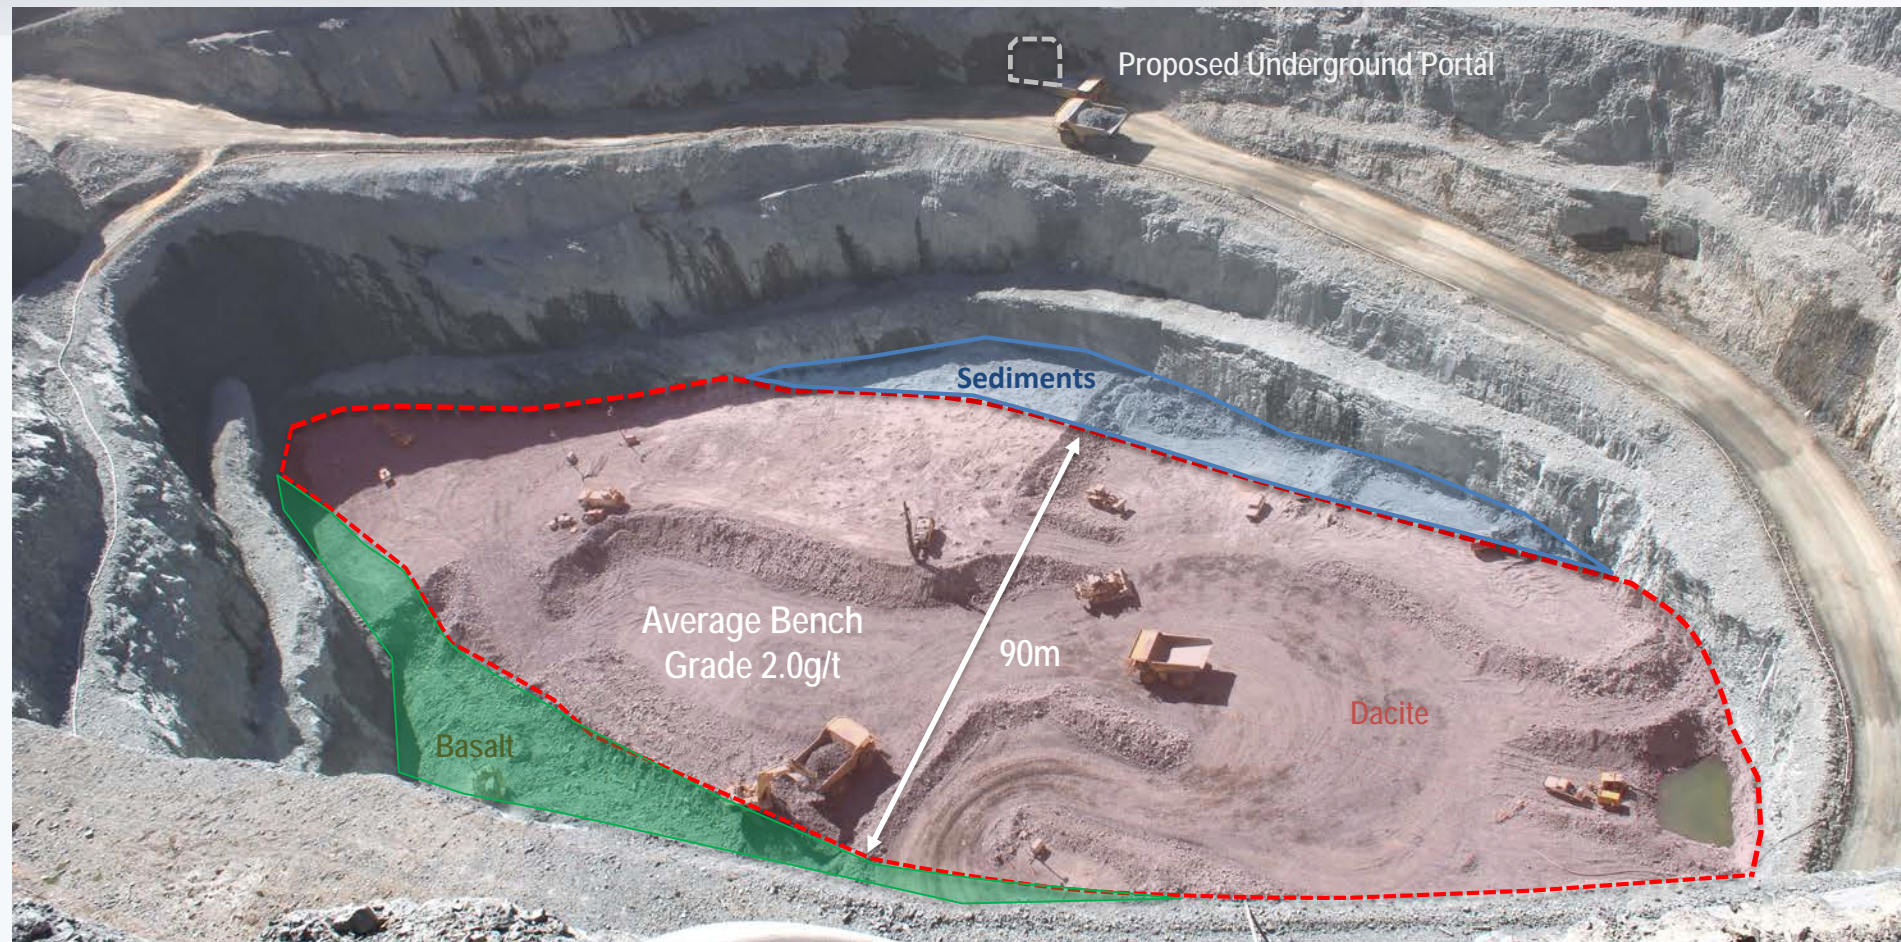 Proposed Underground Portal
Sediments
Average Bench
Grade 2.0g/t
90m
Dacite
Basalt